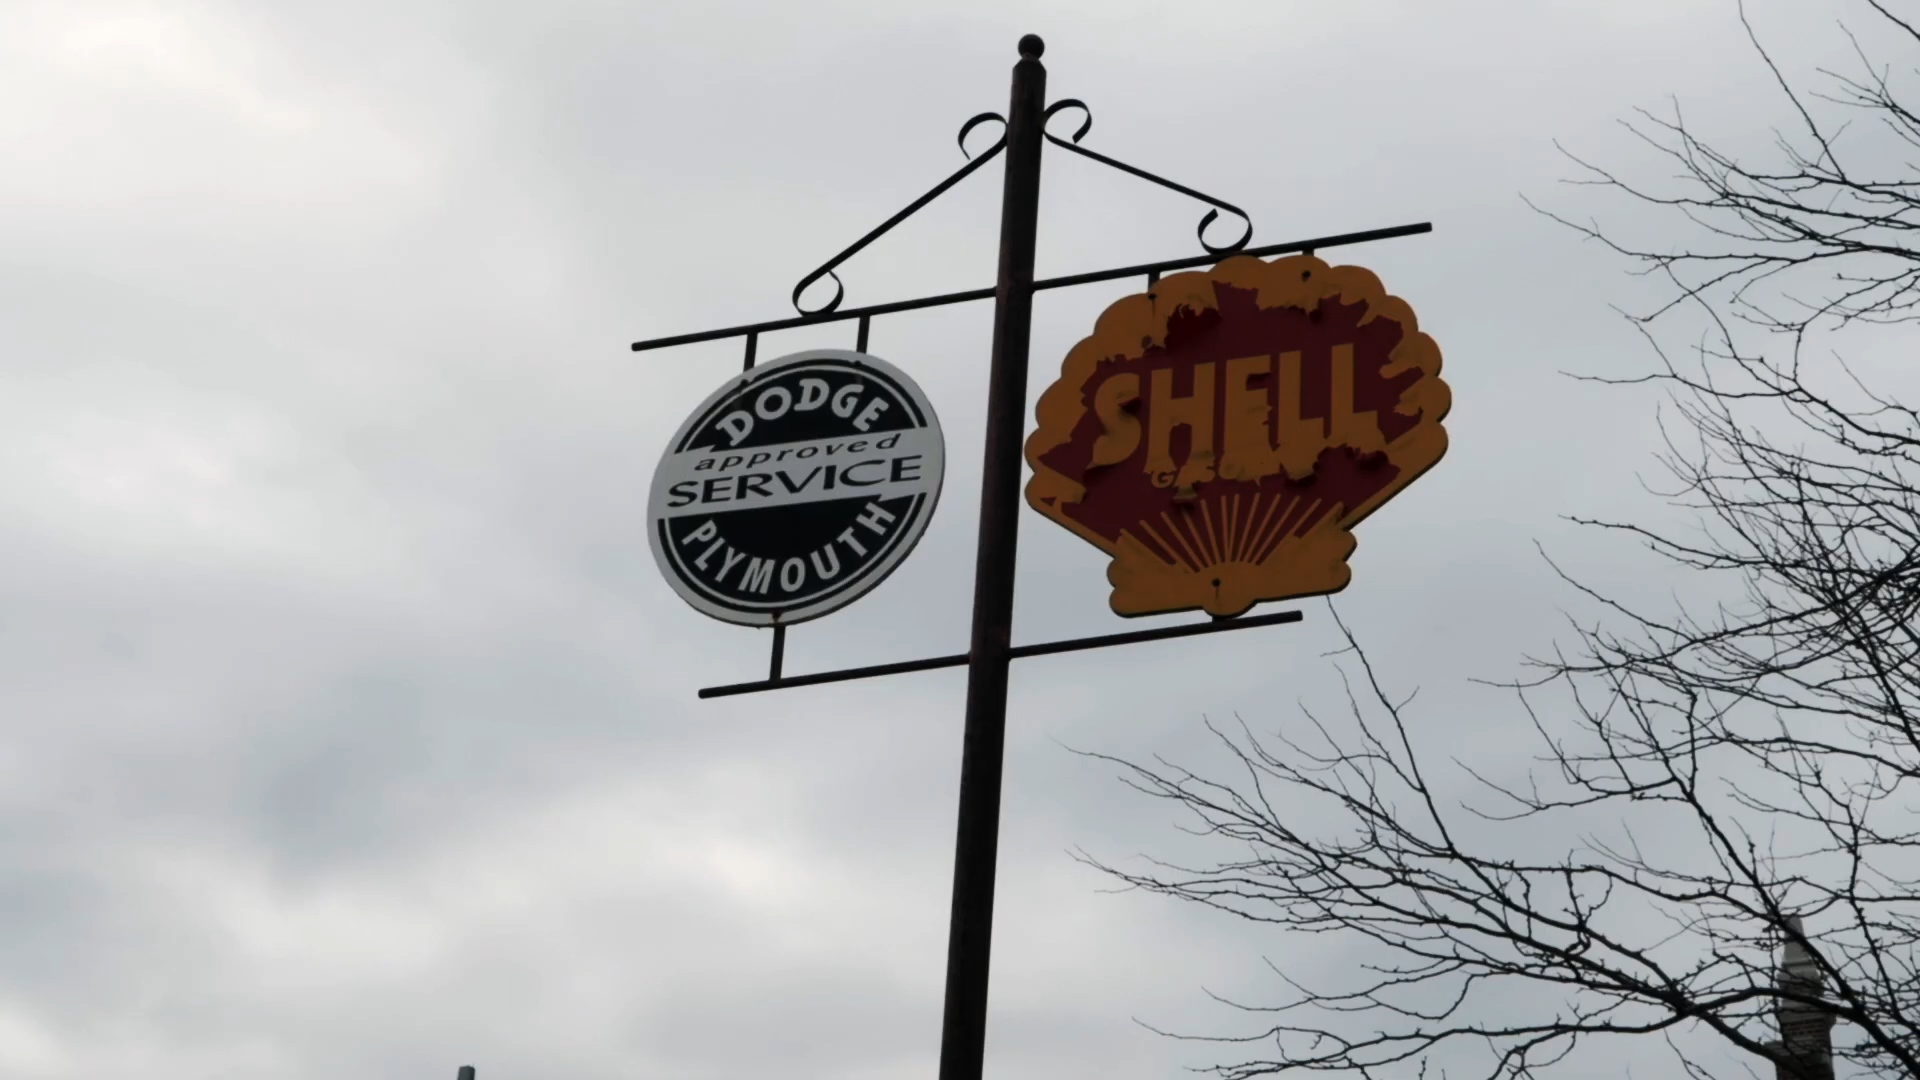 DODGE
approved
SERVICE
PLYMOUTH
SHELL